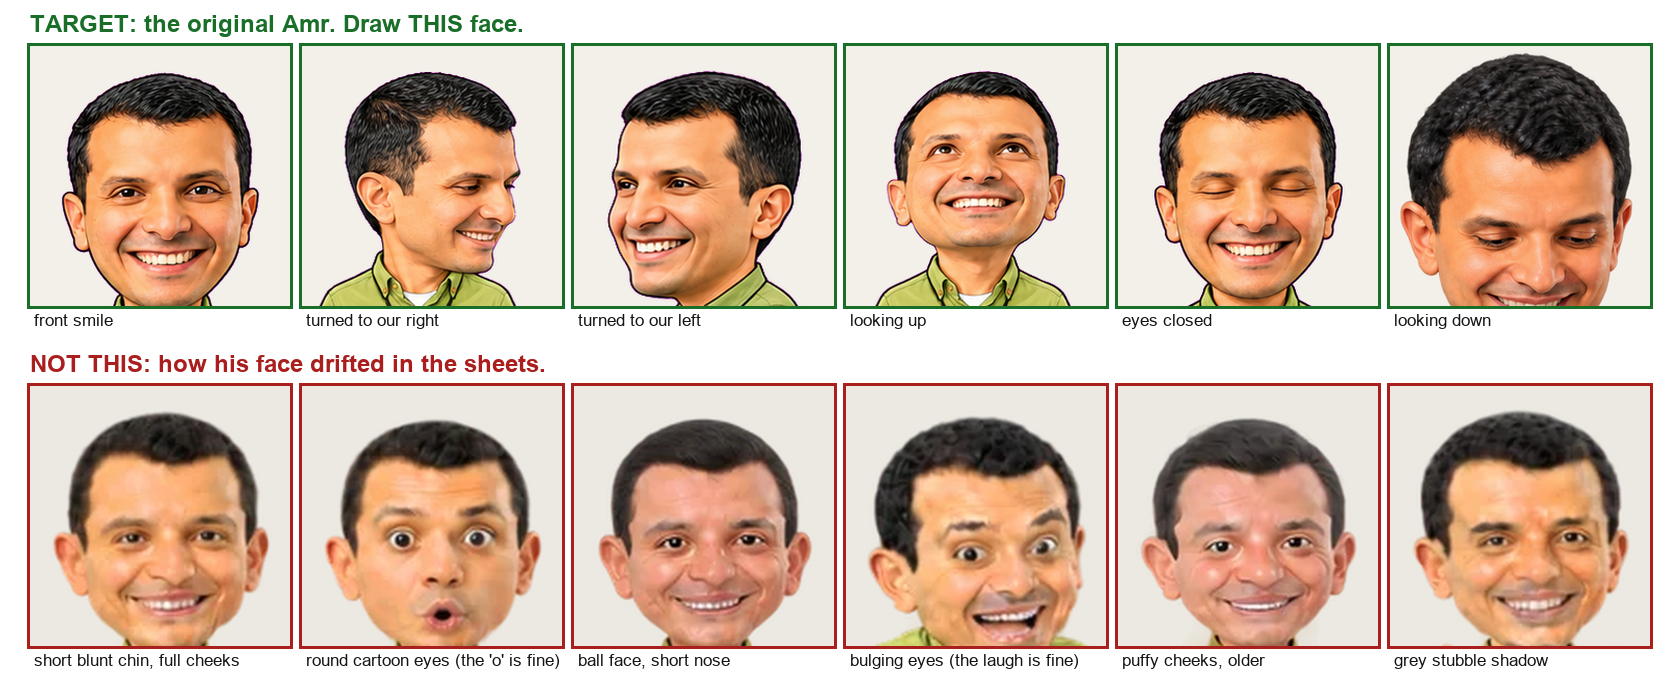 TARGET: the original Amr. Draw THIS face.
front smile
turned to our right
turned to our left
looking up
eyes closed
looking down
NOT THIS: how his face drifted in the sheets.
short blunt chin, full cheeks
round cartoon eyes (the 'o' is fine)
ball face, short nose
bulging eyes (the laugh is fine)
puffy cheeks, older
grey stubble shadow